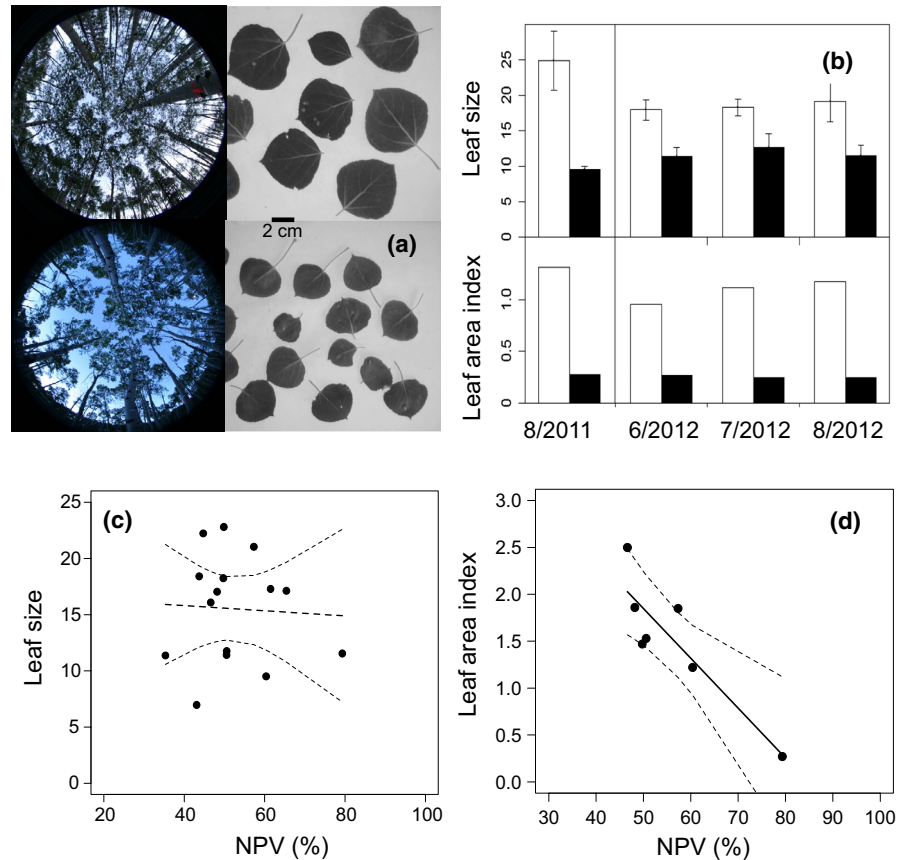 2 cm
(a)
(b)
Leaf size
25
20
15
10
5
0
Leaf area index
1.0
0.5
0
8/2011 6/2012 7/2012 8/2012
(c)
Leaf size
25
20
15
10
5
0
20 40 60 80 100
NPV (%)
(d)
Leaf area index
3.0
2.5
2.0
1.5
1.0
0.5
0.0
30 40 50 60 70 80 90 100
NPV (%)